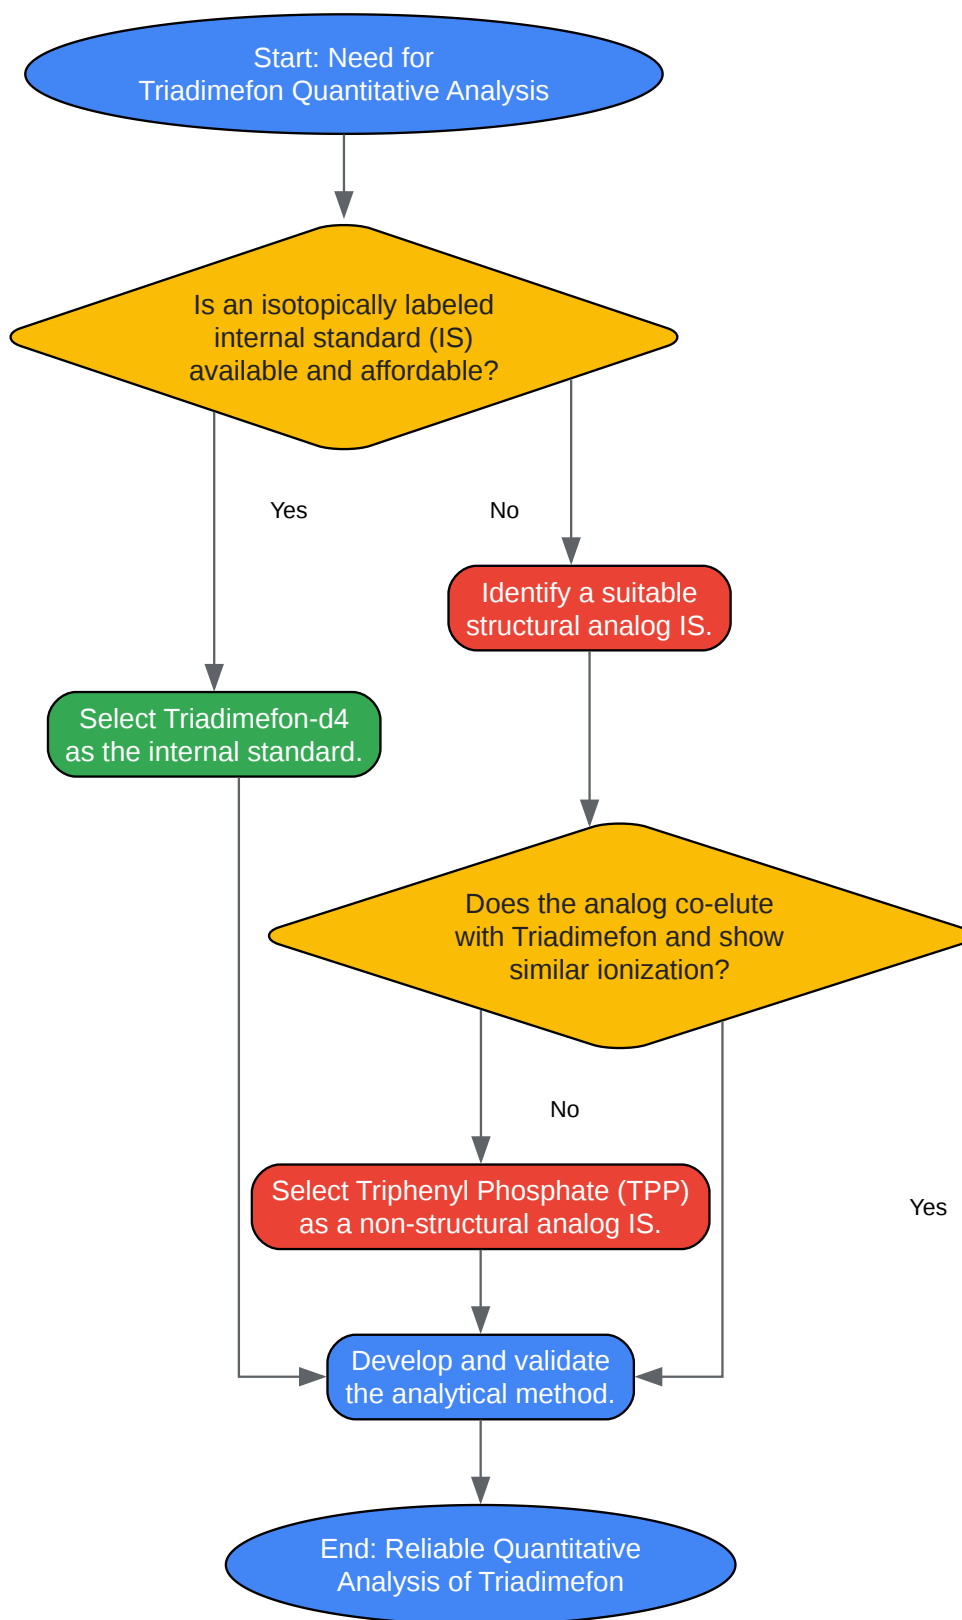 Start: Need for
Triadimefon Quantitative Analysis
Is an isotopically labeled
internal standard (IS)
available and affordable?
Yes
No
Identify a suitable
structural analog IS.
Select Triadimefon-d4
as the internal standard.
Does the analog co-elute
with Triadimefon and show
similar ionization?
No
Select Triphenyl Phosphate (TPP)
as a non-structural analog IS.
Yes
Develop and validate
the analytical method.
End: Reliable Quantitative
Analysis of Triadimefon